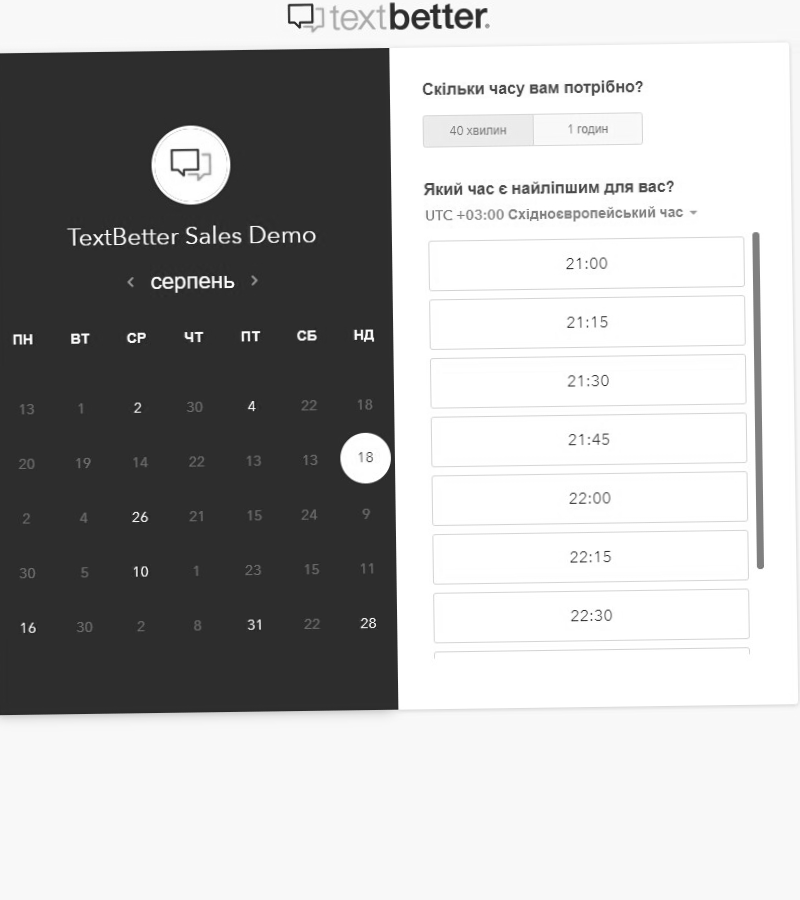 textbetter.
TextBetter Sales Demo
‹ серпень ›
ПН ВТ СР ЧТ ПТ СБ НД
13 1 2 30 4 22 18
20 19 14 22 13 13 18
2 4 26 21 15 24 9
30 5 10 1 23 15 11
16 30 2 8 31 22 28
Скільки часу вам потрібно?
40 хвилин 1 годин
Який час є найліпшим для вас?
UTC +03:00 Східноєвропейський час
21:00
21:15
21:30
21:45
22:00
22:15
22:30